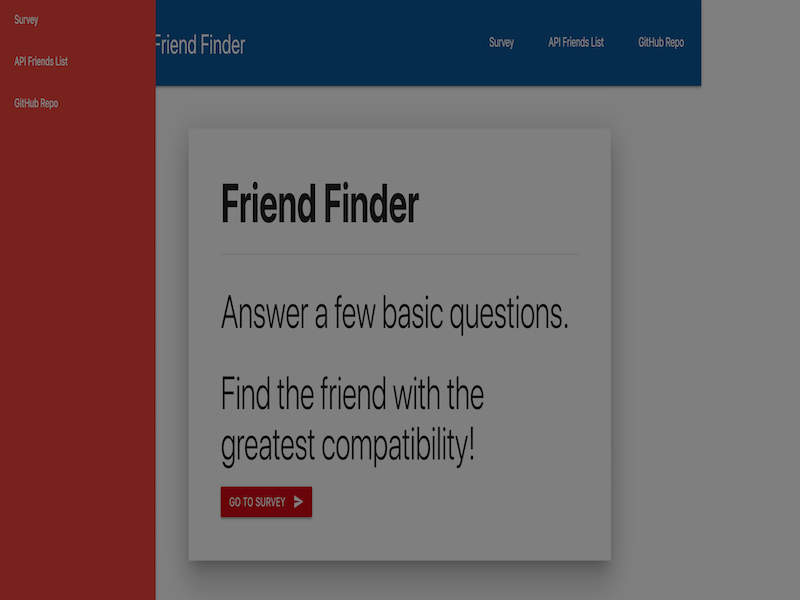 Survey
API Friends List
GitHub Repo
Friend Finder
Survey
API Friends List
GitHub Repo
Friend Finder
Answer a few basic questions.
Find the friend with the
greatest compatibility!
GO TO SURVEY